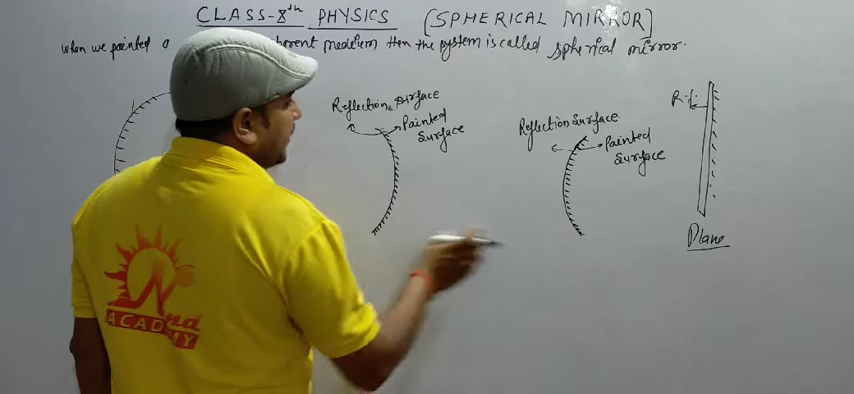 CLASS-8th PHYSICS (SPHERICAL MIRROR)
when we painted a medium then the system is called spherical mirror.
Reflection Surface
Painted
Surface
Reflection Surface
Painted
Surface
Plane
ACADEMY